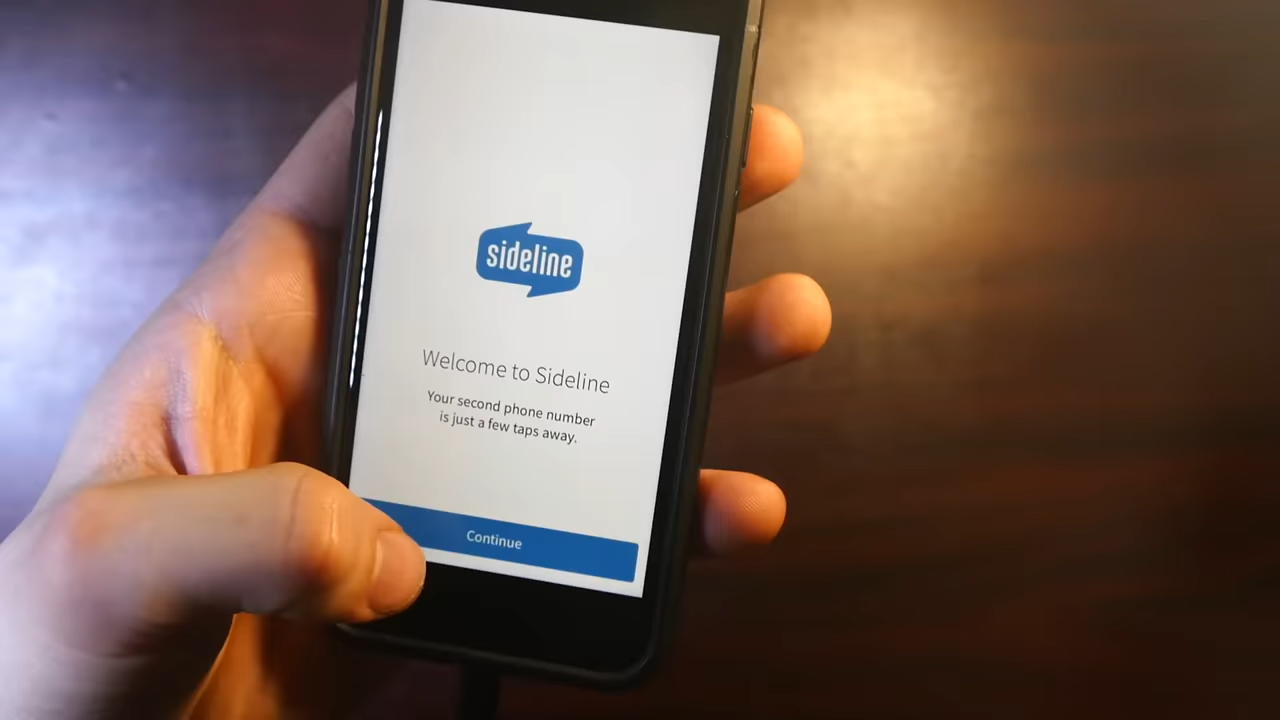 sideline
Welcome to Sideline
Your second phone number
is just a few taps away.
Continue